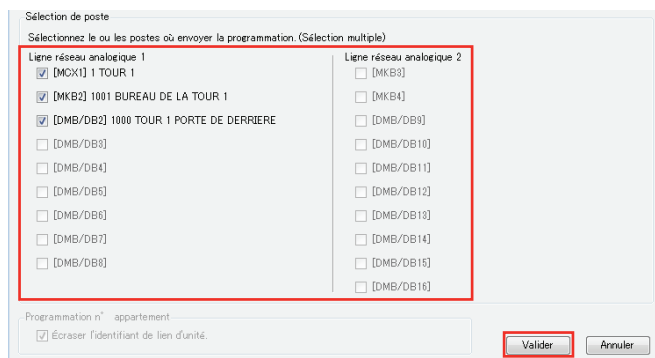 Sélection de poste
Sélectionnez le ou les postes où envoyer la programmation. (Sélection multiple)
Ligne réseau analogique 1
[MCX1] 1 TOUR 1
[MKB2] 1001 BUREAU DE LA TOUR 1
[DMB/DB2] 1000 TOUR 1 PORTE DE DERRIERE
[DMB/DB3]
[DMB/DB4]
[DMB/DB5]
[DMB/DB6]
[DMB/DB7]
[DMB/DB8]
Ligne réseau analogique 2
[MKB3]
[MKB4]
[DMB/DB9]
[DMB/DB10]
[DMB/DB11]
[DMB/DB12]
[DMB/DB13]
[DMB/DB14]
[DMB/DB15]
[DMB/DB16]
Programmation n° appartement
Écraser l'identifiant de lien d'unité.
Valider
Annuler